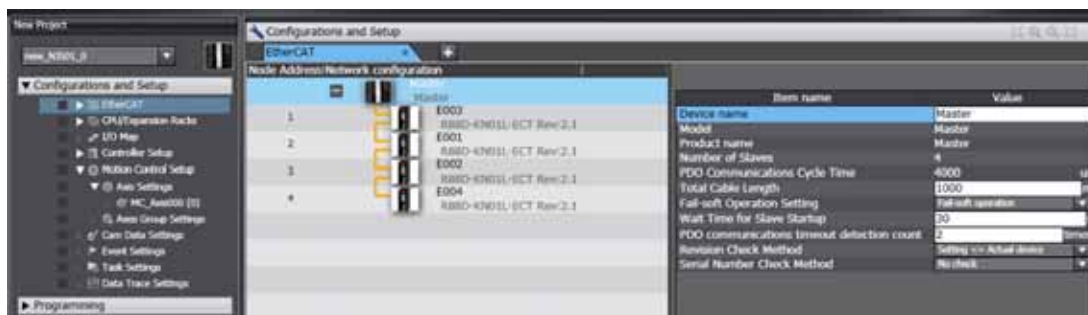 New Project
new_NJ501_0
Configurations and Setup
EtherCAT
CPU/Expansion Racks
I/O Map
Controller Setup
Motion Control Setup
Axis Settings
MC_Axis000 (0)
Axes Group Settings
Cam Data Settings
Event Settings
Task Settings
Data Trace Settings
Programming
Configurations and Setup
EtherCAT
Node Address Network configuration
Master
Master
1
E003
R88D-KN01L-ECT Rev:2.1
2
E001
R88D-KN01L-ECT Rev:2.1
3
E002
R88D-KN01L-ECT Rev:2.1
4
E004
R88D-KN01L-ECT Rev:2.1
Item name Value
Device name Master
Model Master
Product name Master
Number of Slaves 4
PDO Communications Cycle Time 4000
Total Cable Length 1000
Fail-soft Operation Setting Fail-soft operation
Wait Time for Slave Startup 30
PDO communications timeout detection count 2 times
Revision Check Method Setting <= Actual device
Serial Number Check Method No check